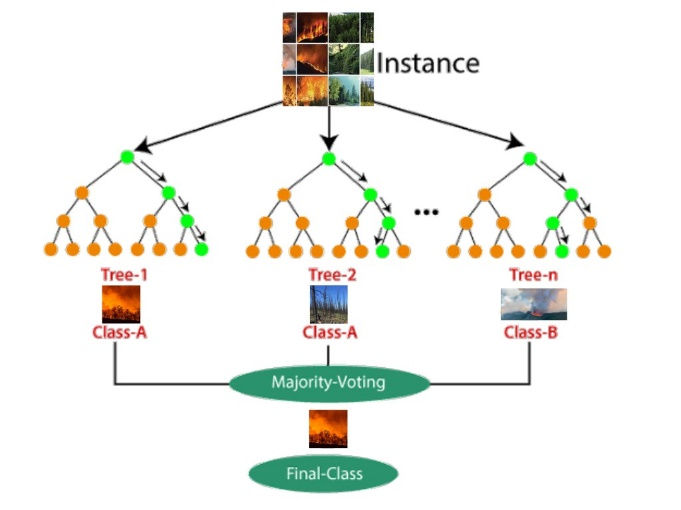 Instance
...
Tree-1
Tree-2
Tree-n
Class-A
Class-A
Class-B
Majority-Voting
Final-Class